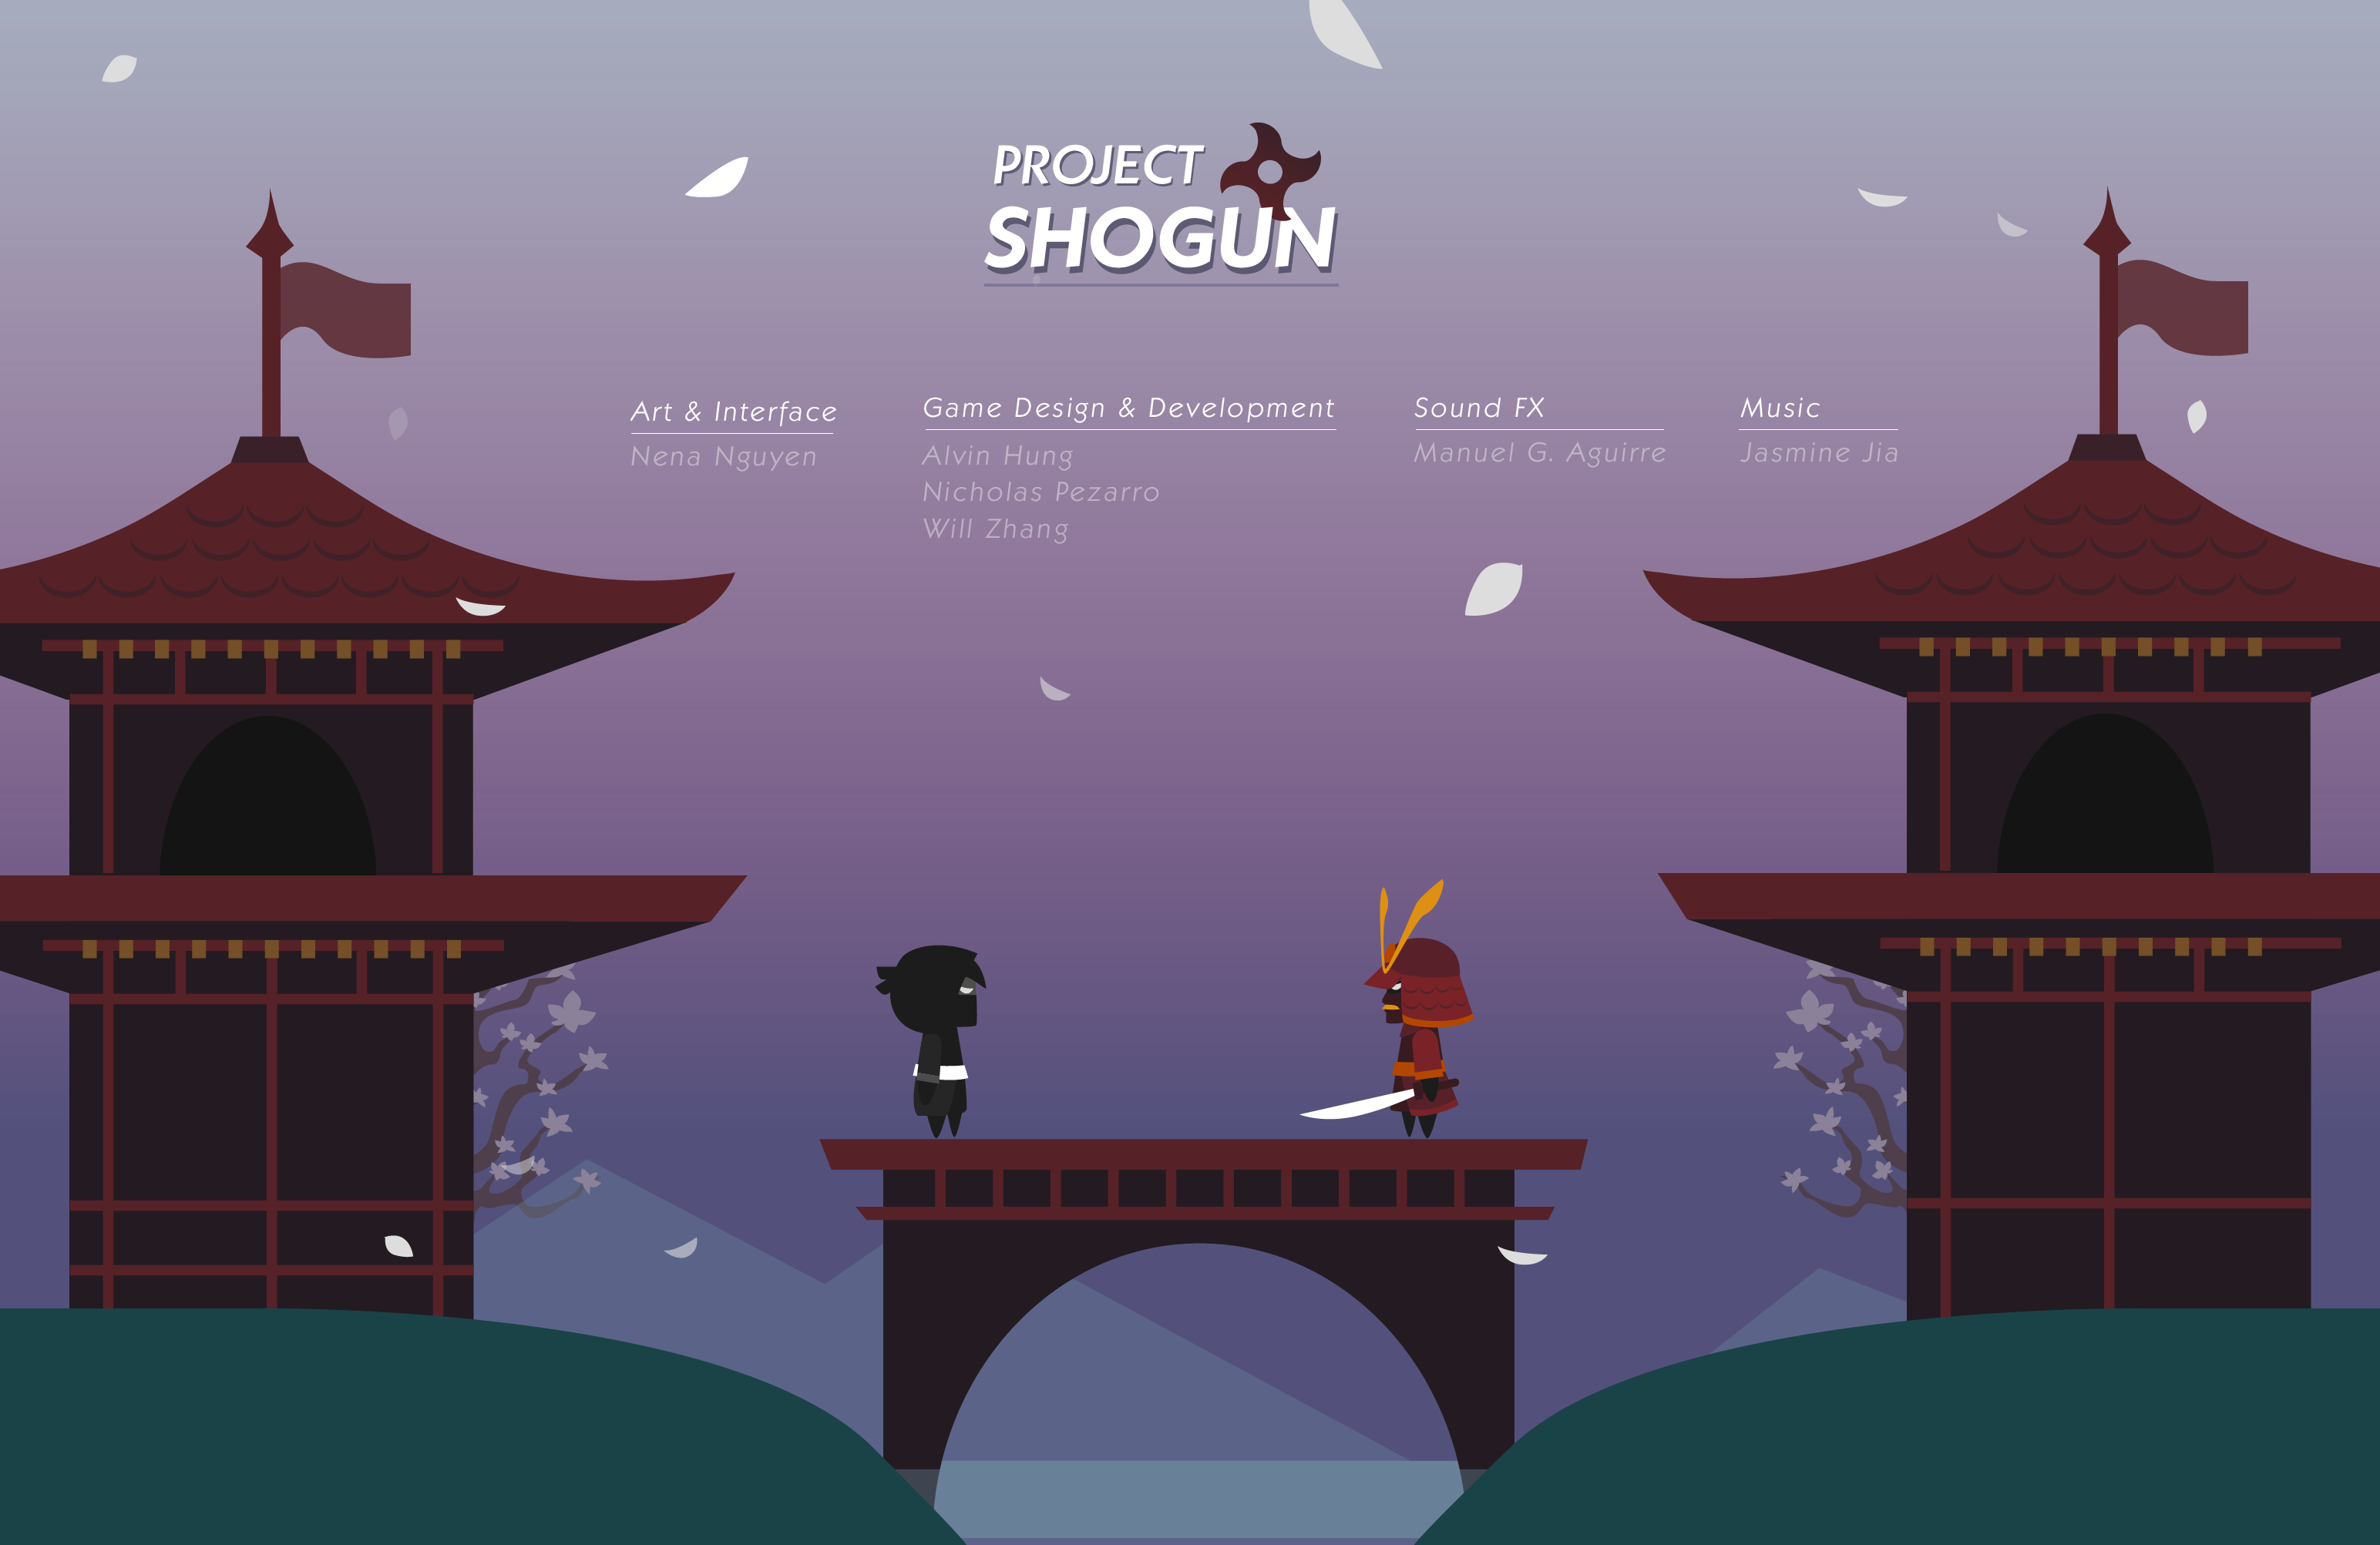 PROJECT
SHOGUN
Art & Interface
Nena Nguyen
Game Design & Development
Alvin Hung
Nicholas Pezarro
Will Zhang
Sound FX
Manuel G. Aguirre
Music
Jasmine Jia